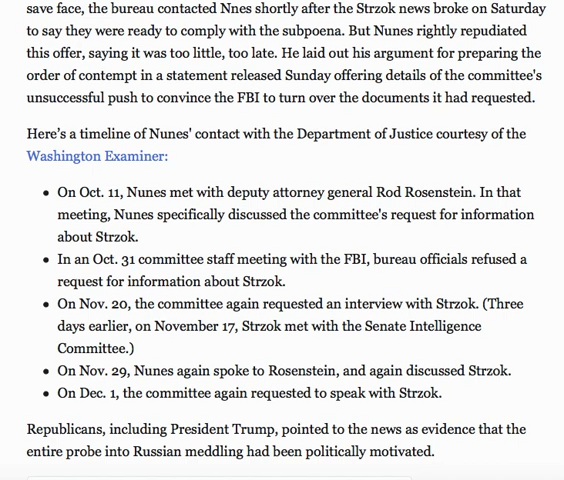 save face, the bureau contacted Nnes shortly after the Strzok news broke on Saturday
to say they were ready to comply with the subpoena. But Nunes rightly repudiated
this offer, saying it was too little, too late. He laid out his argument for preparing the
order of contempt in a statement released Sunday offering details of the committee's
unsuccessful push to convince the FBI to turn over the documents it had requested.
Here’s a timeline of Nunes' contact with the Department of Justice courtesy of the
Washington Examiner:
• On Oct. 11, Nunes met with deputy attorney general Rod Rosenstein. In that
meeting, Nunes specifically discussed the committee's request for information
about Strzok.
• In an Oct. 31 committee staff meeting with the FBI, bureau officials refused a
request for information about Strzok.
• On Nov. 20, the committee again requested an interview with Strzok. (Three
days earlier, on November 17, Strzok met with the Senate Intelligence
Committee.)
• On Nov. 29, Nunes again spoke to Rosenstein, and again discussed Strzok.
• On Dec. 1, the committee again requested to speak with Strzok.
Republicans, including President Trump, pointed to the news as evidence that the
entire probe into Russian meddling had been politically motivated.